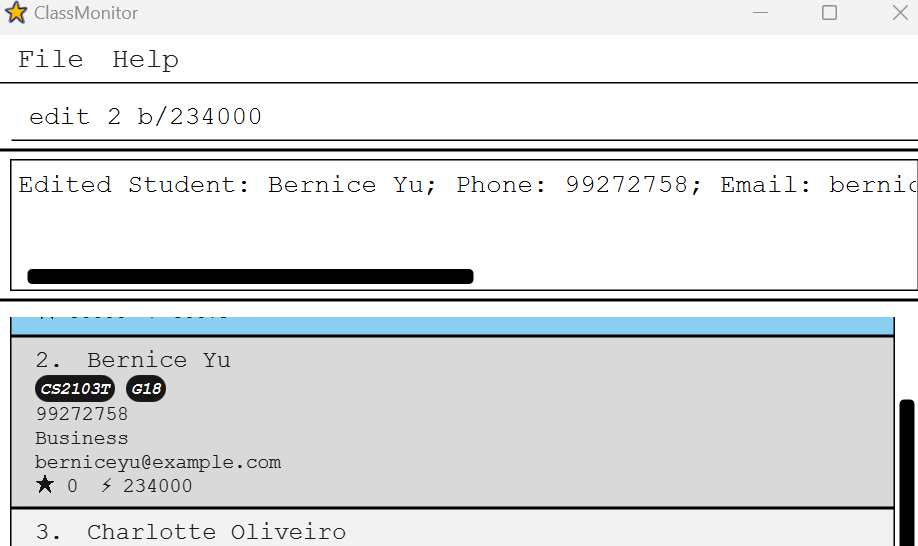 ClassMonitor
File Help
edit 2 b/234000
Edited Student: Bernice Yu; Phone: 99272758; Email: bernic
2. Bernice Yu
CS2103T G18
99272758
Business
berniceyu@example.com
★ 0 ⚡ 234000
3. Charlotte Oliveiro